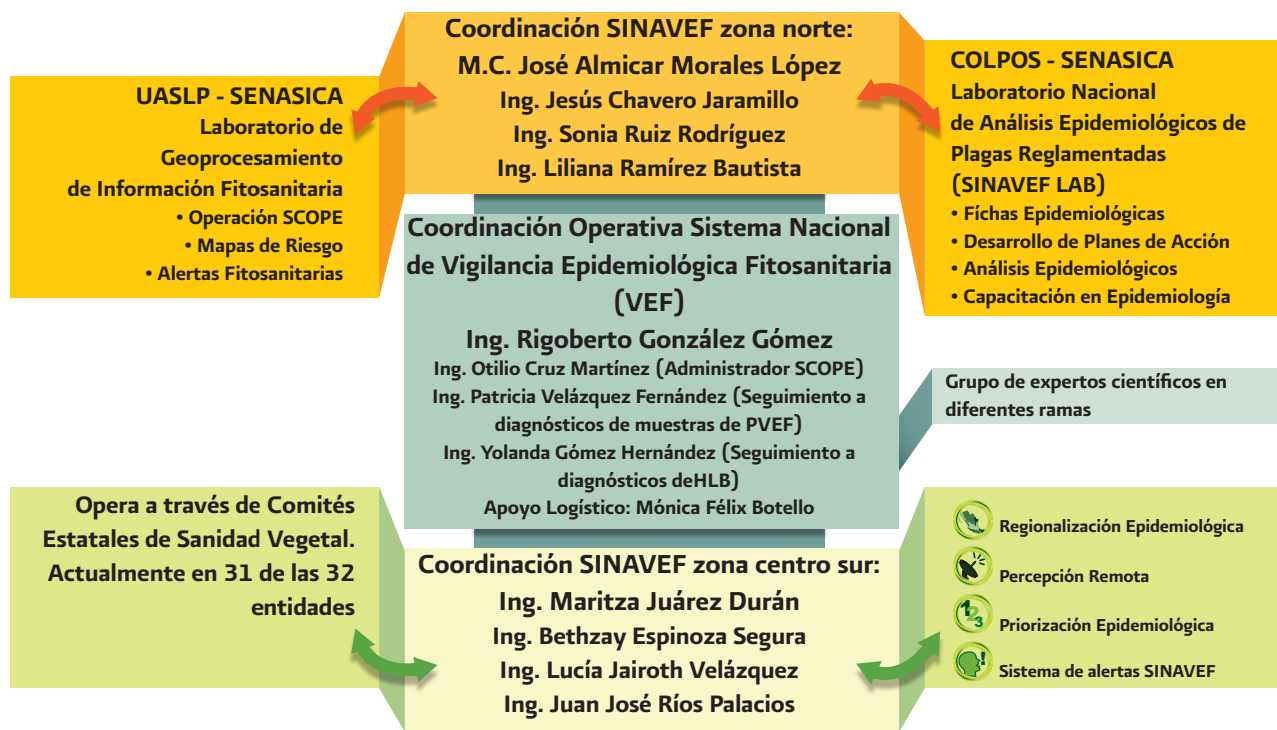 Coordinación SINAVEF zona norte:
M.C. José Almicar Morales López
Ing. Jesús Chavero Jaramillo
Ing. Sonia Ruiz Rodríguez
Ing. Liliana Ramírez Bautista
UASLP - SENASICA
Laboratorio de
Geoprocesamiento
de Información Fitosanitaria
• Operación SCOPE
• Mapas de Riesgo
• Alertas Fitosanitarias
COLPOS - SENASICA
Laboratorio Nacional
de Análisis Epidemiológicos de
Plagas Reglamentadas
(SINAVEF LAB)
• Fíchas Epidemiológicas
• Desarrollo de Planes de Acción
• Análisis Epidemiológicos
• Capacitación en Epidemiología
Coordinación Operativa Sistema Nacional
de Vigilancia Epidemiológica Fitosanitaria
(VEF)
Ing. Rigoberto González Gómez
Ing. Otilio Cruz Martínez (Administrador SCOPE)
Ing. Patricia Velázquez Fernández (Seguimiento a
diagnósticos de muestras de PVEF)
Ing. Yolanda Gómez Hernández (Seguimiento a
diagnósticos deHLB)
Apoyo Logístico: Mónica Félix Botello
Grupo de expertos científicos en
diferentes ramas
Opera a través de Comités
Estatales de Sanidad Vegetal.
Actualmente en 31 de las 32
entidades
Coordinación SINAVEF zona centro sur:
Ing. Maritza Juárez Durán
Ing. Bethzay Espinoza Segura
Ing. Lucía Jairoth Velázquez
Ing. Juan José Ríos Palacios
Regionalización Epidemiológica
Percepción Remota
123
Priorización Epidemiológica
!
Sistema de alertas SINAVEF